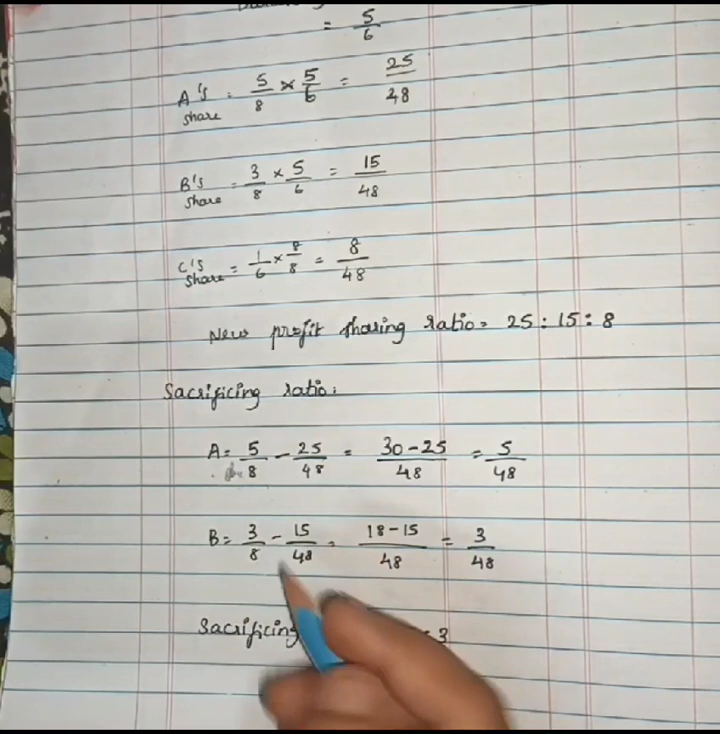 = 5/6
A's share = 5/8 × 5/6 = 25/48
B's share = 3/8 × 5/6 = 15/48
C's share = 1/6 × 8/8 = 8/48
New profit sharing ratio = 25 : 15 : 8
Sacrificing ratio:
A = 5/8 - 25/48 = 30-25/48 = 5/48
B = 3/8 - 15/48 = 18-15/48 = 3/48
Sacrificing 3